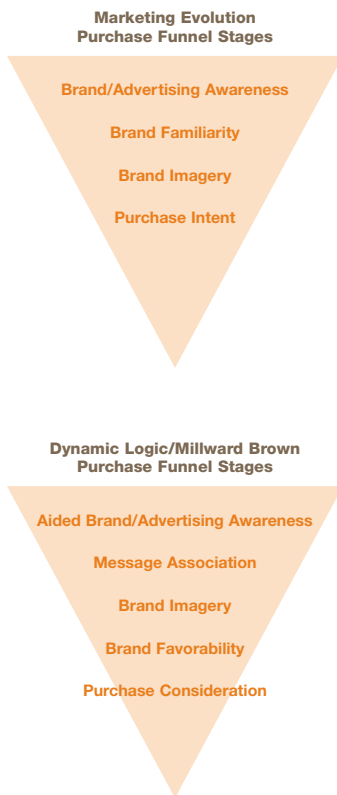 Marketing Evolution
Purchase Funnel Stages
Brand/Advertising Awareness
Brand Familiarity
Brand Imagery
Purchase Intent
Dynamic Logic/Millward Brown
Purchase Funnel Stages
Aided Brand/Advertising Awareness
Message Association
Brand Imagery
Brand Favorability
Purchase Consideration